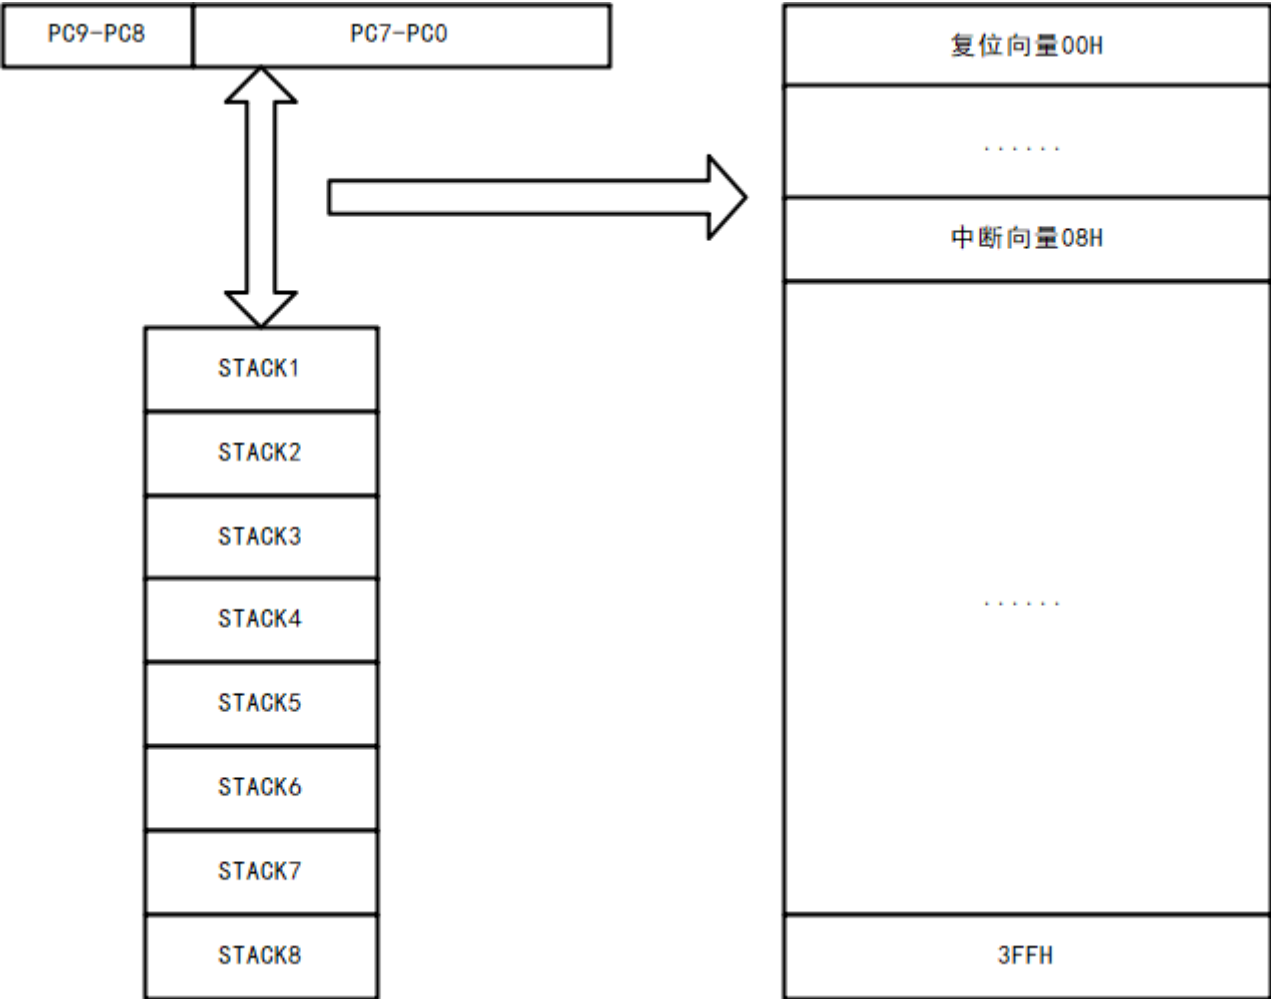 PC9-PC8
PC7-PC0
复位向量00H
......
中断向量08H
STACK1
STACK2
STACK3
STACK4
STACK5
STACK6
STACK7
STACK8
......
3FFH